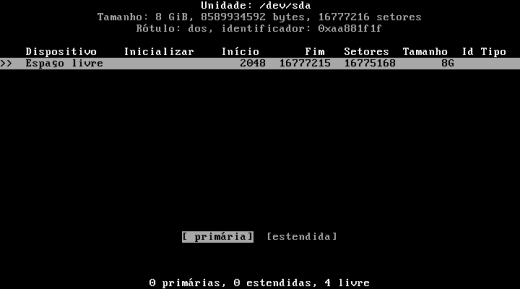 Unidade: /dev/sda
Tamanho: 8 GiB, 8589934592 bytes, 16777216 setores
Rótulo: dos, identificador: 0xaa881f1f
Dispositivo Inicializar Início Fim Setores Tamanho Id Tipo
>> Espaço livre 2048 16777215 16775168 8G
[ primária] [estendida]
0 primárias, 0 estendidas, 4 livre